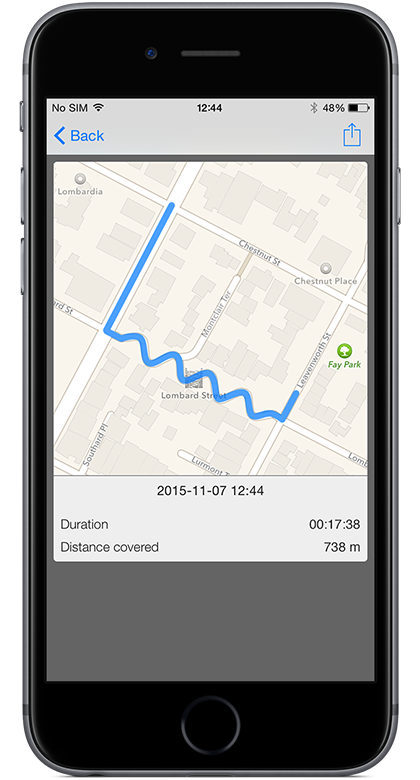 No SIM 12:44 48%
Back
Lombardia
Chestnut St
Chestnut Place
Montclair Ter
Leavenworth St
rd St
Fay Park
Lombard Street
Southard Pl
Lurmont T
Lomb
2015-11-07 12:44
Duration 00:17:38
Distance covered 738 m